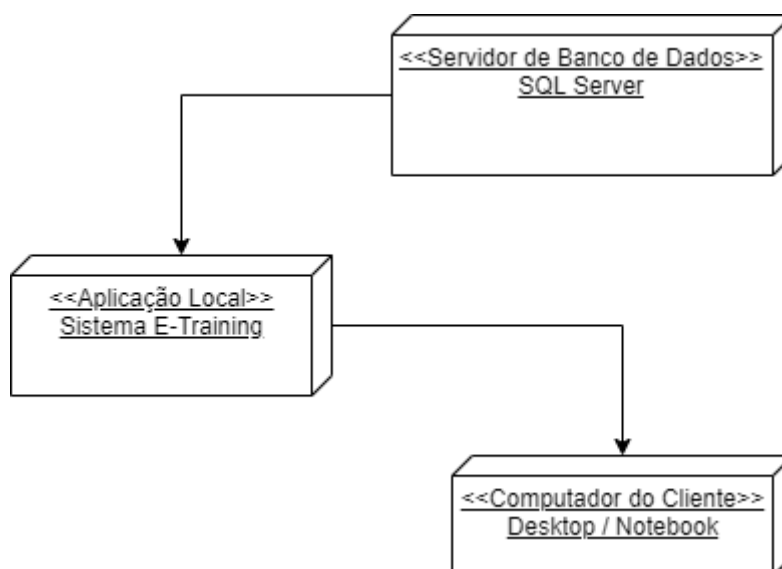 <<Servidor de Banco de Dados>>
SQL Server
<<Aplicação Local>>
Sistema E-Training
<<Computador do Cliente>>
Desktop / Notebook